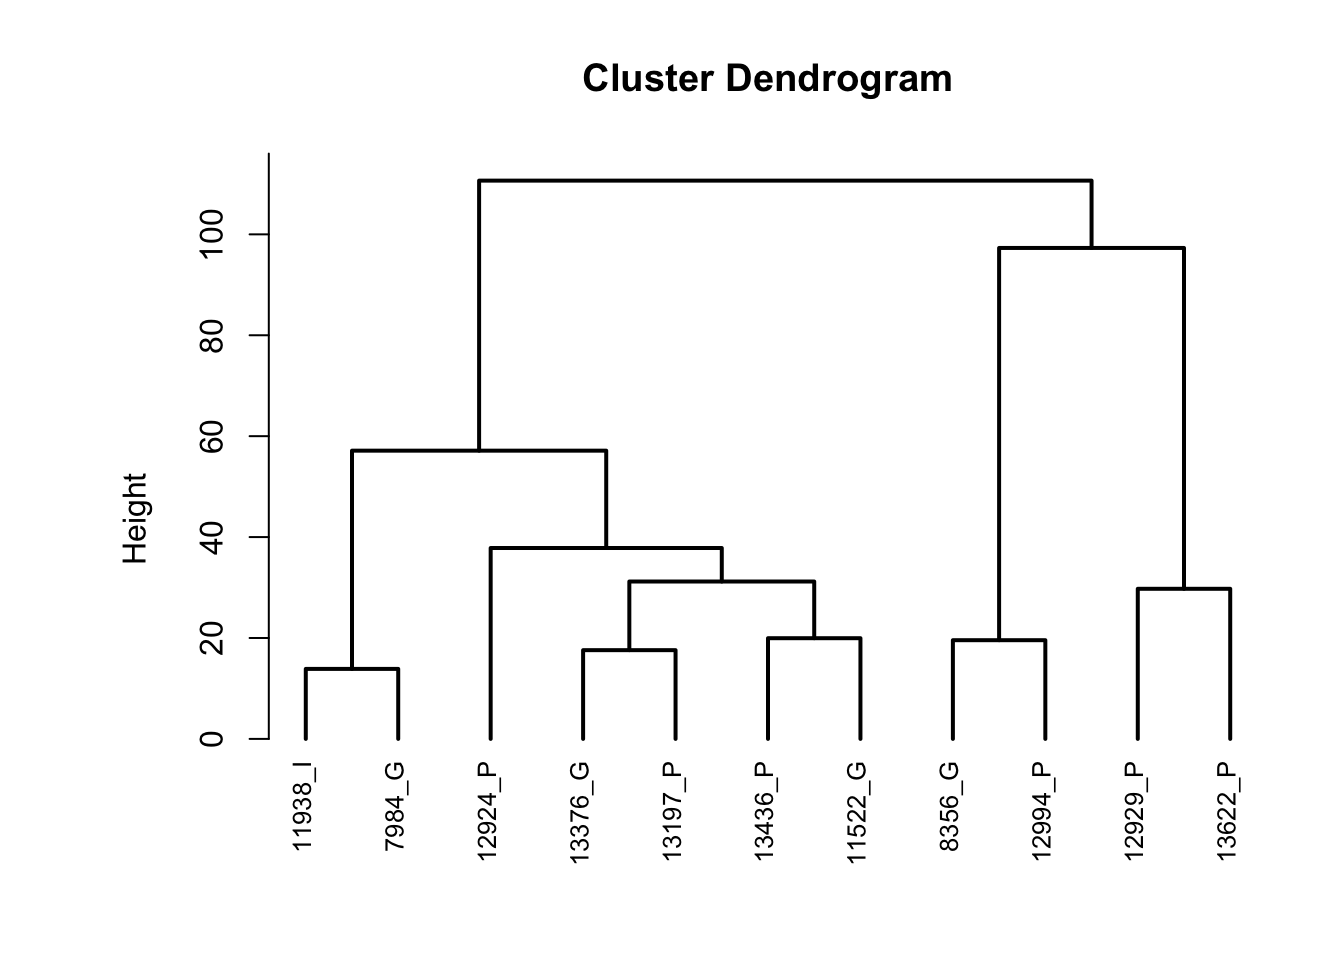 Cluster Dendrogram
Height
100
80
60
40
20
0
11938_I
7984_G
12924_P
13376_G
13197_P
13436_P
11522_G
8356_G
12994_P
12929_P
13622_P